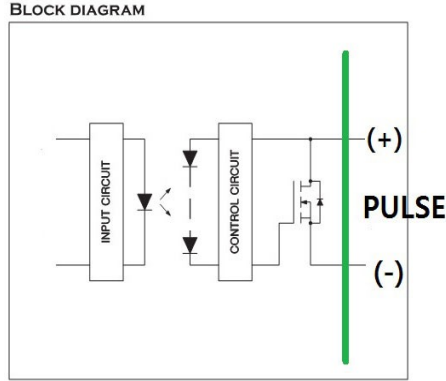 BLOCK DIAGRAM
INPUT CIRCUIT
CONTROL CIRCUIT
(+)
PULSE
(-)